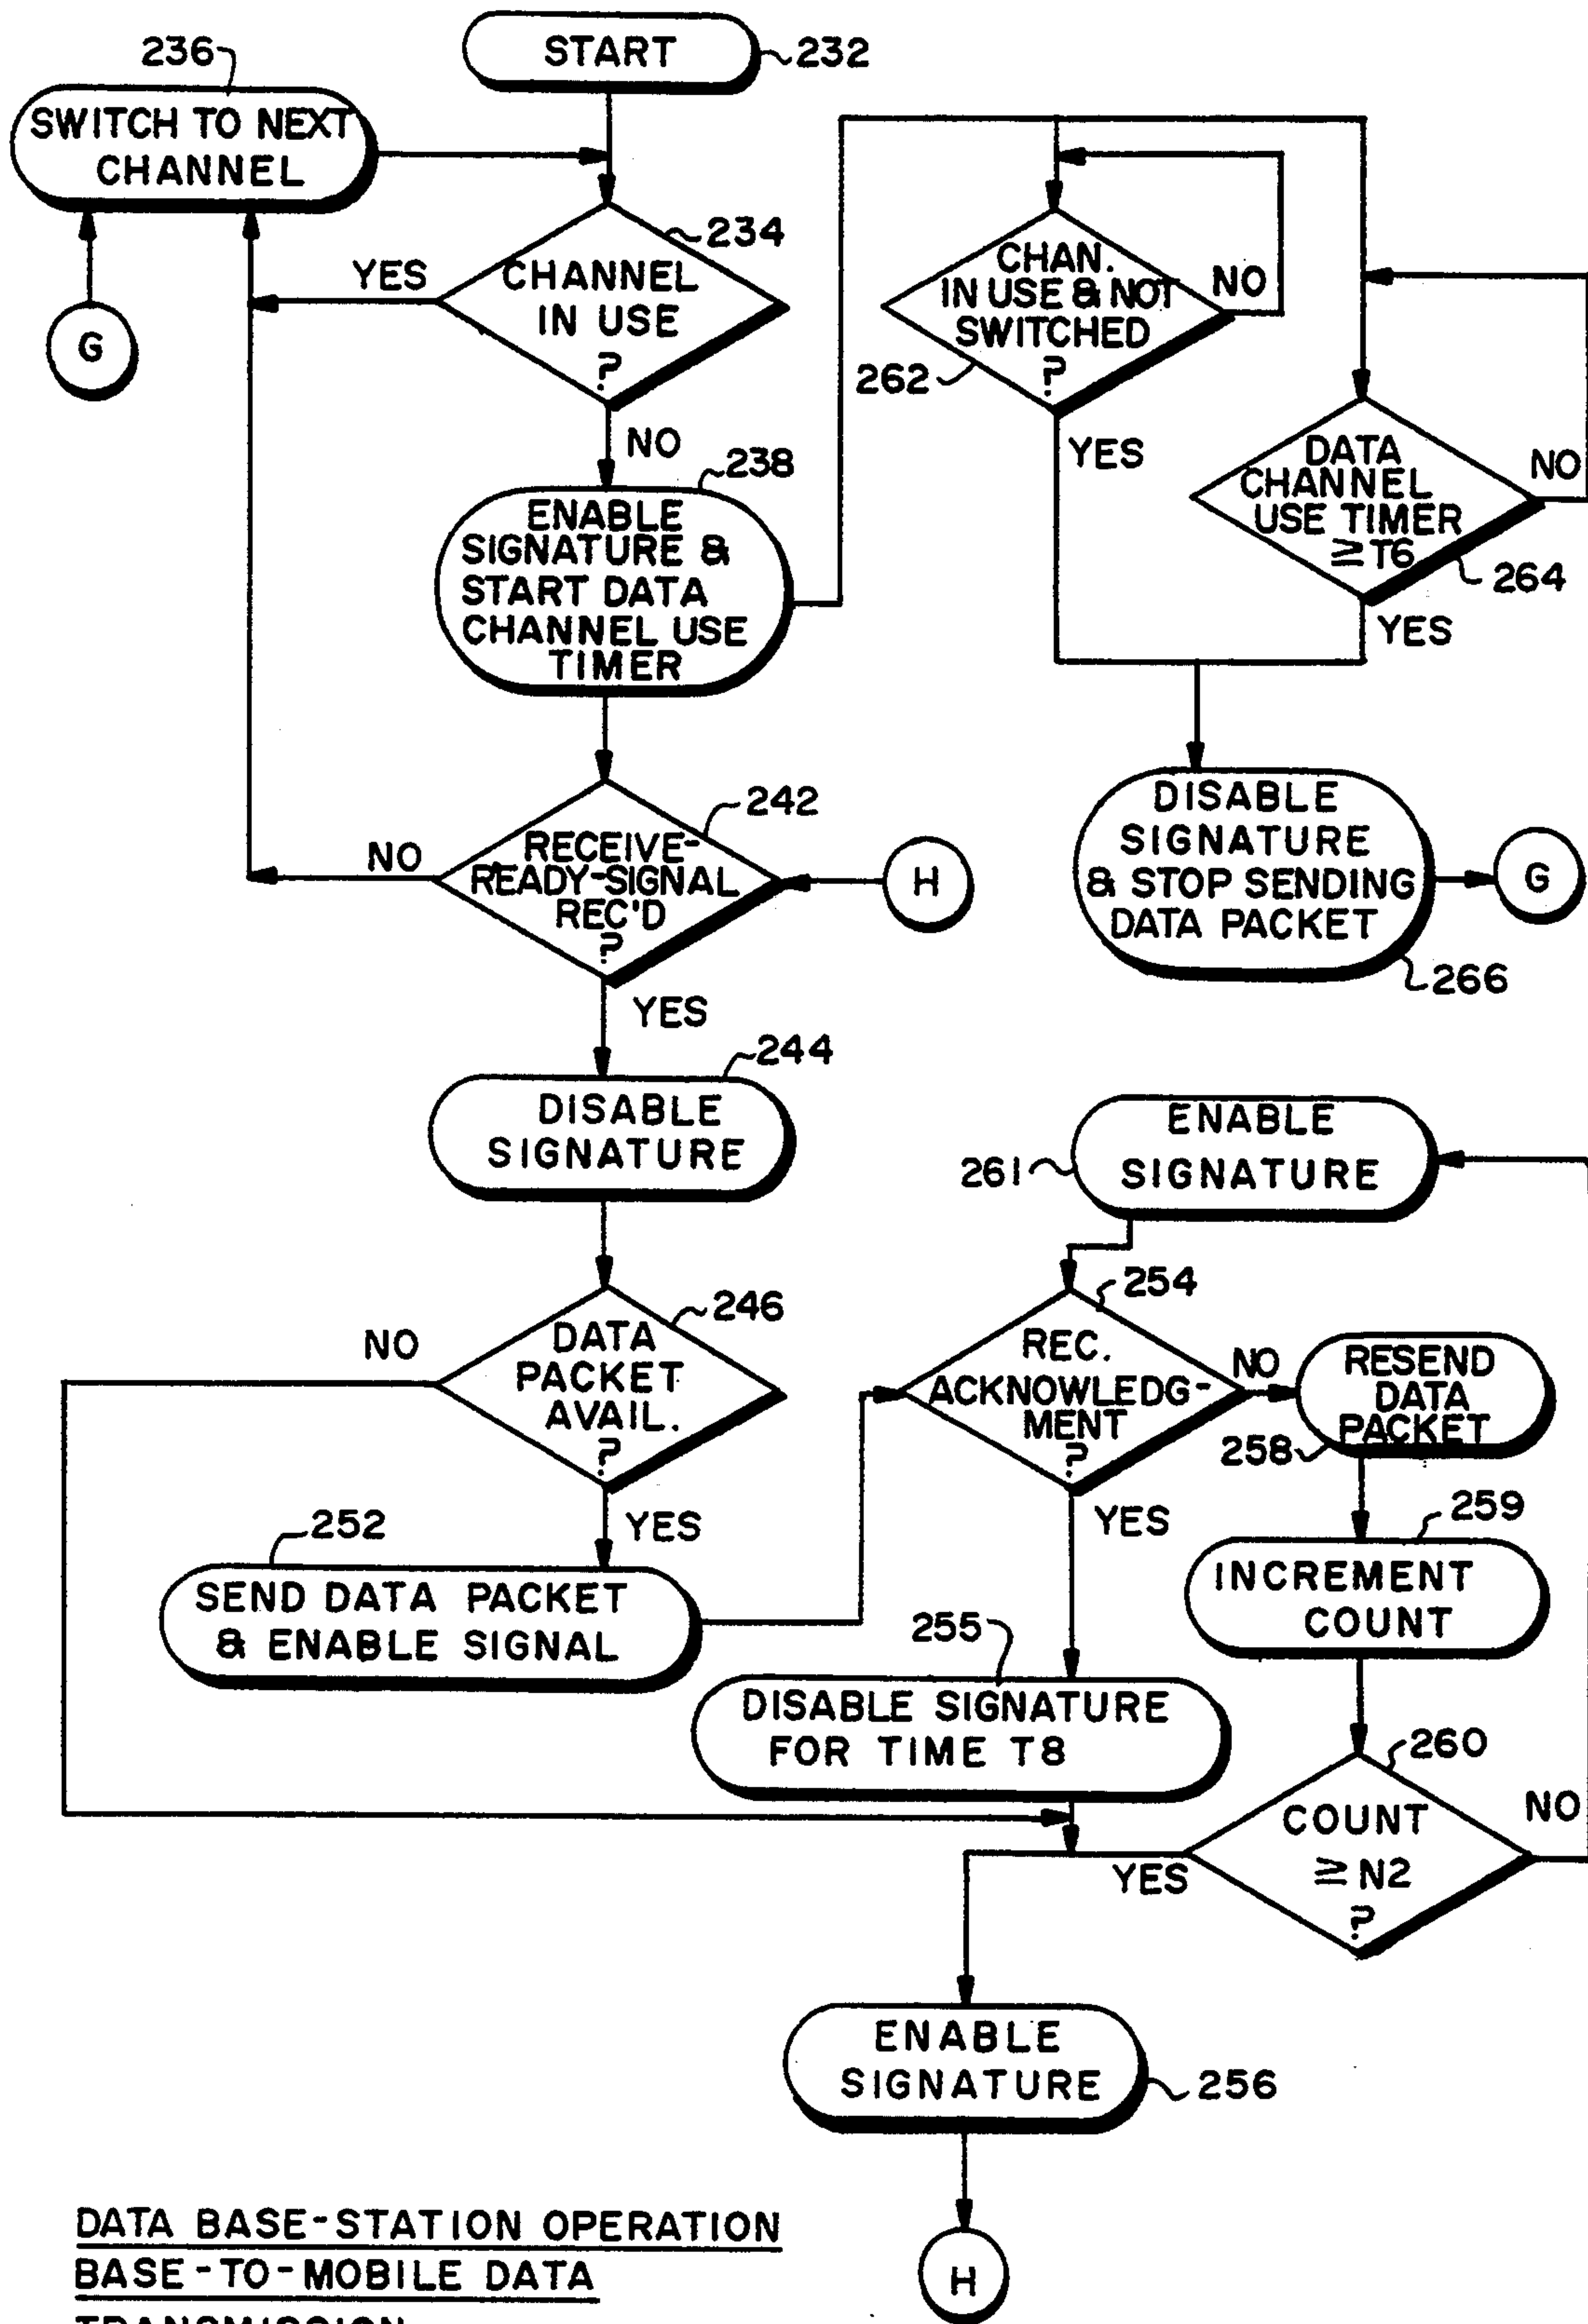 START
232
236
SWITCH TO NEXT
CHANNEL
234
YES
CHANNEL
IN USE
?
G
NO
238
ENABLE
SIGNATURE &
START DATA
CHANNEL USE
TIMER
CHAN.
IN USE & NOT
SWITCHED
?
NO
262
YES
DATA
CHANNEL
USE TIMER
≥T6
NO
264
YES
242
NO
RECEIVE-
READY-SIGNAL
REC'D
?
H
YES
DISABLE
SIGNATURE
& STOP SENDING
DATA PACKET
G
266
244
DISABLE
SIGNATURE
246
NO
DATA
PACKET
AVAIL.
?
YES
252
SEND DATA PACKET
& ENABLE SIGNAL
ENABLE
SIGNATURE
261
254
REC.
ACKNOWLEDG-
MENT
?
NO
RESEND
DATA
PACKET
258
YES
259
INCREMENT
COUNT
255
DISABLE SIGNATURE
FOR TIME T8
260
COUNT
≥N2
?
NO
YES
ENABLE
SIGNATURE
256
H
DATA BASE-STATION OPERATION
BASE-TO-MOBILE DATA
TRANSMISSION